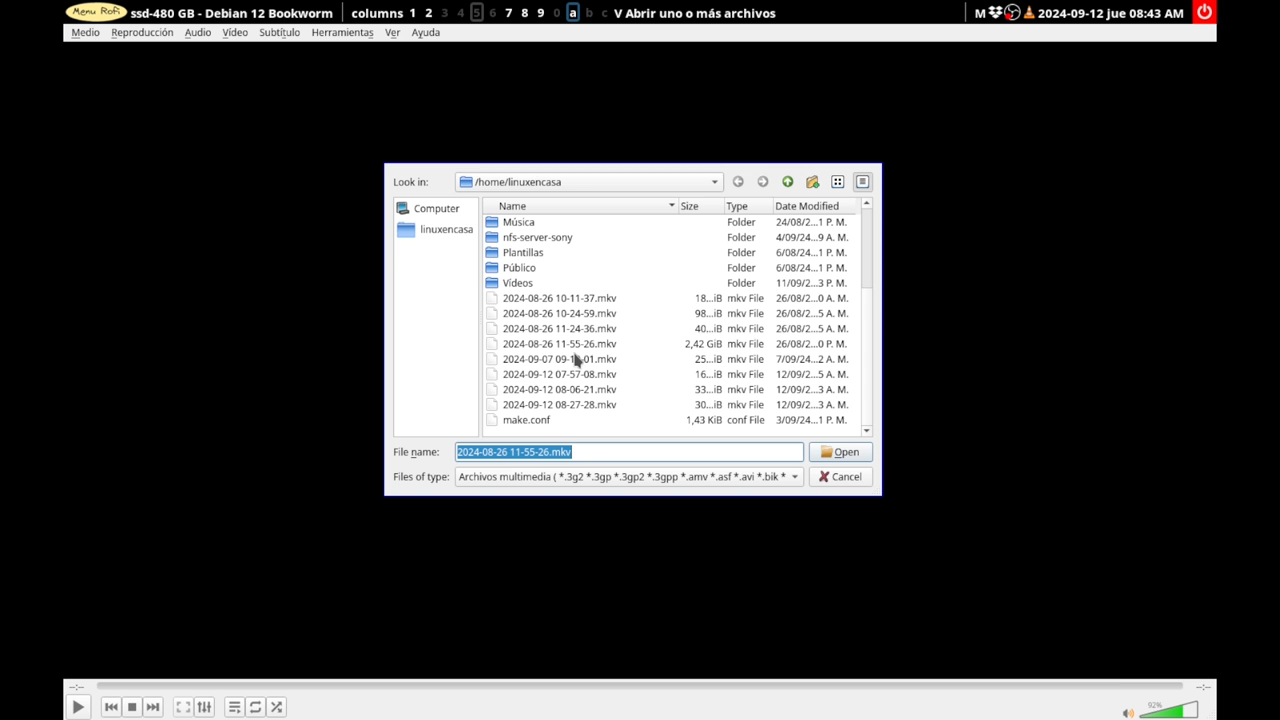 Menu Rofi ssd-480 GB - Debian 12 Bookworm columns 1 2 3 4 5 6 7 8 9 0 a b c V Abrir uno o más archivos M 2024-09-12 jue 08:43 AM
Medio Reproducción Audio Vídeo Subtítulo Herramientas Ver Ayuda
Look in: /home/linuxencasa
Computer
linuxencasa
Name Size Type Date Modified
Música Folder 24/08/2...1 P. M.
nfs-server-sony Folder 4/09/24...9 A. M.
Plantillas Folder 6/08/24...1 P. M.
Público Folder 6/08/24...1 P. M.
Vídeos Folder 11/09/2...3 P. M.
2024-08-26 10-11-37.mkv 18...iB mkv File 26/08/2...0 A. M.
2024-08-26 10-24-59.mkv 98...iB mkv File 26/08/2...5 A. M.
2024-08-26 11-24-36.mkv 40...iB mkv File 26/08/2...5 A. M.
2024-08-26 11-55-26.mkv 2,42 GiB mkv File 26/08/2...0 P. M.
2024-09-07 25...iB mkv File 7/09/24...2 A. M.
2024-09-12 07-57-08.mkv 16...iB mkv File 12/09/2...5 A. M.
2024-09-12 08-06-21.mkv 33...iB mkv File 12/09/2...3 A. M.
2024-09-12 08-27-28.mkv 30...iB mkv File 12/09/2...3 A. M.
make.conf 1,43 KiB conf File 3/09/24...1 P. M.
File name: 2024-08-26 11-55-26.mkv Open
Files of type: Archivos multimedia ( *.3g2 *.3gp *.3gp2 *.3gpp *.amv *.asf *.avi *.bik * Cancel
--:-- --:--
92%